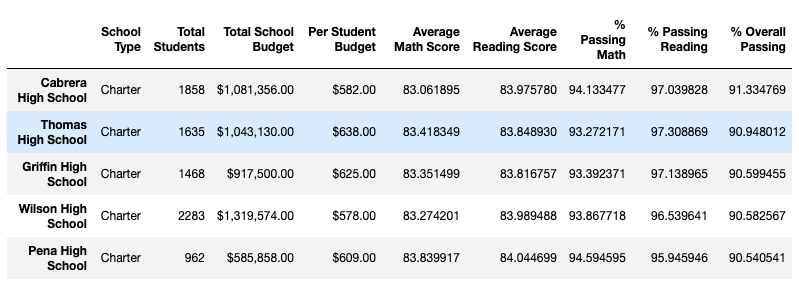 School Type Total Students Total School Budget Per Student Budget Average Math Score Average Reading Score % Passing Math % Passing Reading % Overall Passing
Cabrera High School Charter 1858 $1,081,356.00 $582.00 83.061895 83.975780 94.133477 97.039828 91.334769
Thomas High School Charter 1635 $1,043,130.00 $638.00 83.418349 83.848930 93.272171 97.308869 90.948012
Griffin High School Charter 1468 $917,500.00 $625.00 83.351499 83.816757 93.392371 97.138965 90.599455
Wilson High School Charter 2283 $1,319,574.00 $578.00 83.274201 83.989488 93.867718 96.539641 90.582567
Pena High School Charter 962 $585,858.00 $609.00 83.839917 84.044699 94.594595 95.945946 90.540541